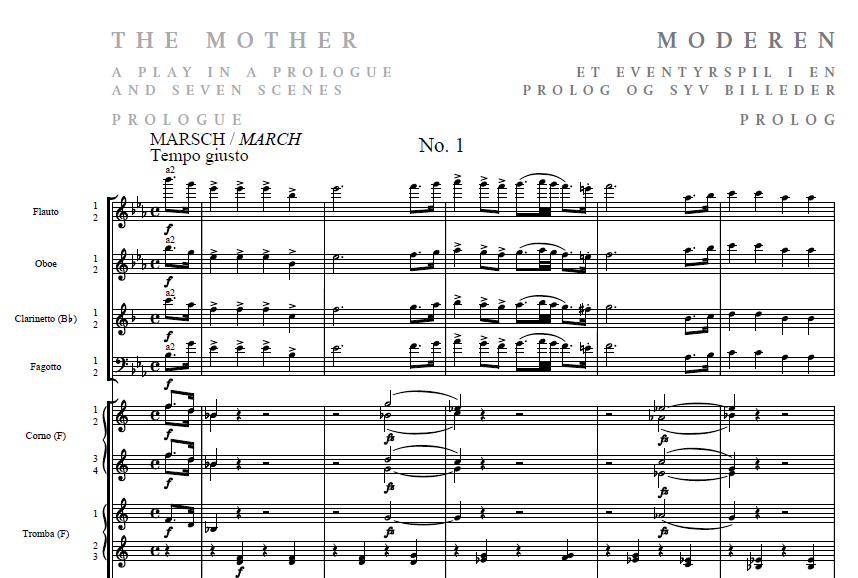 THE MOTHER
MODEREN
A PLAY IN A PROLOGUE
AND SEVEN SCENES
ET EVENTYRSPIL I EN
PROLOG OG SYV BILLEDER
PROLOGUE
PROLOG
MARSCH / MARCH
Tempo giusto
No. 1
a2
Flauto
1
2
f
a2
Oboe
1
2
f
a2
Clarinetto (B♭)
1
2
f
a2
Fagotto
1
2
f
Corno (F)
1
2
f
fz
fz
3
4
f
fz
fz
Tromba (F)
1
f
fz
fz
2
3
f